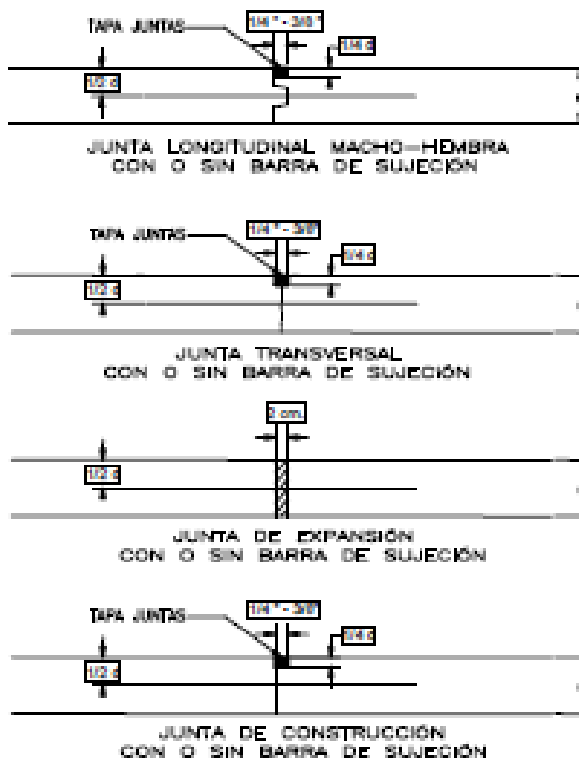 1/4" - 3/8"
TAPA JUNTAS
1/4 d
1/2 d
JUNTA LONGITUDINAL MACHO-HEMBRA
CON O SIN BARRA DE SUJECIÓN
1/4" - 3/8"
TAPA JUNTAS
1/4 d
1/2 d
JUNTA TRANSVERSAL
CON O SIN BARRA DE SUJECIÓN
2 cm.
1/2 d
JUNTA DE EXPANSIÓN
CON O SIN BARRA DE SUJECIÓN
1/4" - 3/8"
TAPA JUNTAS
1/4 d
1/2 d
JUNTA DE CONSTRUCCIÓN
CON O SIN BARRA DE SUJECIÓN